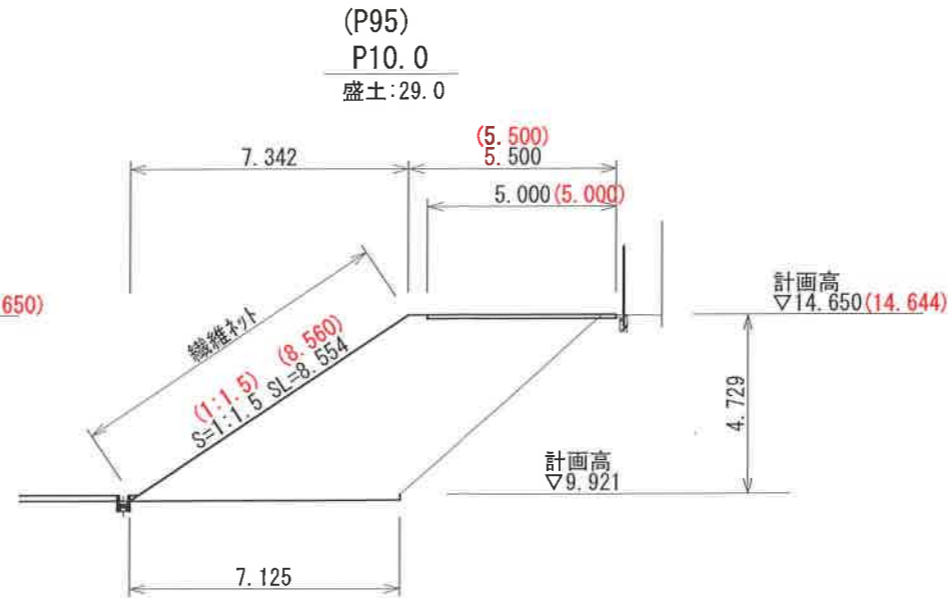 (P95)
P10.0
盛土:29.0
(5.500)
7.342
5.500
5.000(5.000)
650)
計画高
▽14.650(14.644)
繊維ネット
(1:1.5) (8.560)
S=1:1.5 SL=8.554
4.729
計画高
▽9.921
7.125